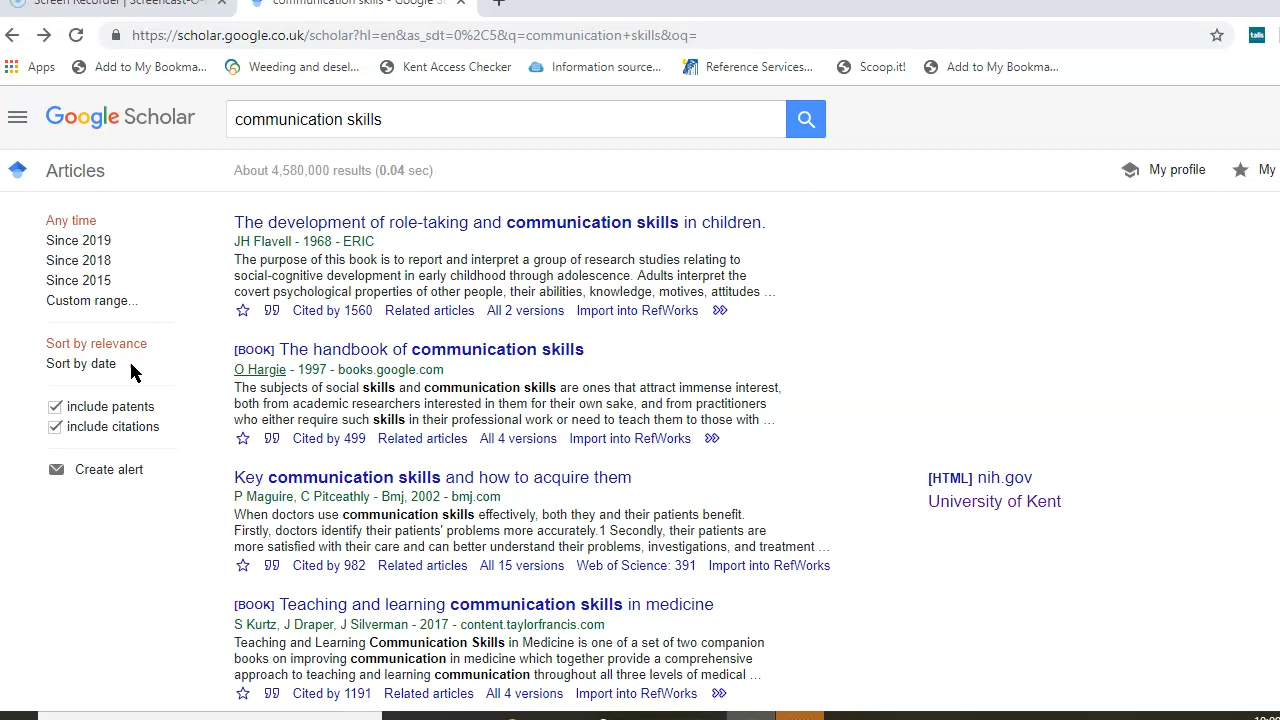 Screen Recorder | Screencast-O-
communication skills - Google S
https://scholar.google.co.uk/scholar?hl=en&as_sdt=0%2C5&q=communication+skills&oq=
talis
Apps Add to My Bookma... Weeding and desel... Kent Access Checker Information source... Reference Services... Scoop.it! Add to My Bookma...
Google Scholar
communication skills
Articles
About 4,580,000 results (0.04 sec)
My profile
My
Any time
Since 2019
Since 2018
Since 2015
Custom range...
Sort by relevance
Sort by date
include patents
include citations
Create alert
The development of role-taking and communication skills in children.
JH Flavell - 1968 - ERIC
The purpose of this book is to report and interpret a group of research studies relating to
social-cognitive development in early childhood through adolescence. Adults interpret the
covert psychological properties of other people, their abilities, knowledge, motives, attitudes ...
Cited by 1560 Related articles All 2 versions Import into RefWorks
[BOOK] The handbook of communication skills
O Hargie - 1997 - books.google.com
The subjects of social skills and communication skills are ones that attract immense interest,
both from academic researchers interested in them for their own sake, and from practitioners
who either require such skills in their professional work or need to teach them to those with ...
Cited by 499 Related articles All 4 versions Import into RefWorks
Key communication skills and how to acquire them
P Maguire, C Pitceathly - Bmj, 2002 - bmj.com
When doctors use communication skills effectively, both they and their patients benefit.
Firstly, doctors identify their patients' problems more accurately.1 Secondly, their patients are
more satisfied with their care and can better understand their problems, investigations, and treatment ...
Cited by 982 Related articles All 15 versions Web of Science: 391 Import into RefWorks
[HTML] nih.gov
University of Kent
[BOOK] Teaching and learning communication skills in medicine
S Kurtz, J Draper, J Silverman - 2017 - content.taylorfrancis.com
Teaching and Learning Communication Skills in Medicine is one of a set of two companion
books on improving communication in medicine which together provide a comprehensive
approach to teaching and learning communication throughout all three levels of medical ...
Cited by 1191 Related articles All 4 versions Import into RefWorks